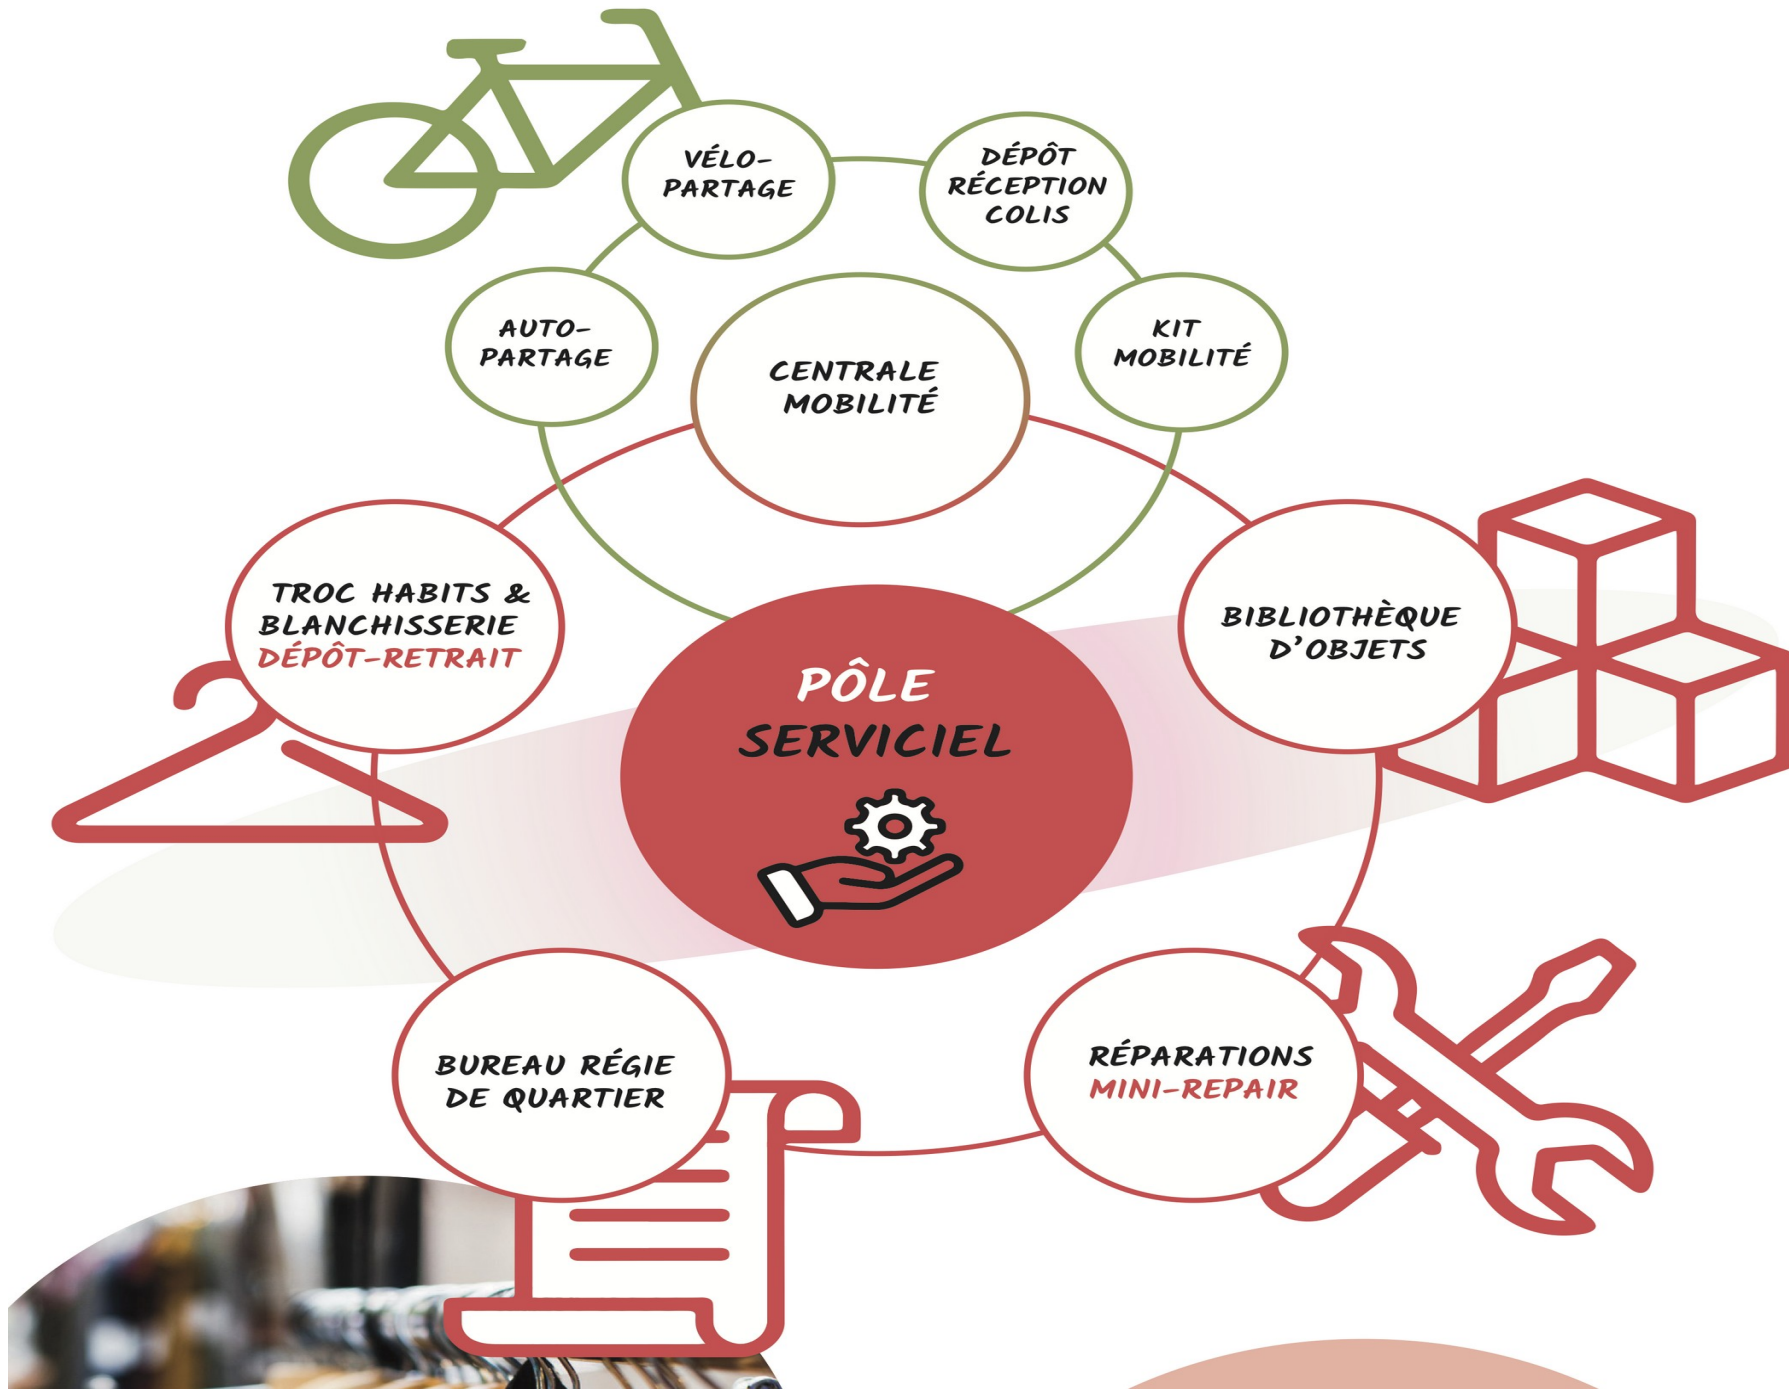 VÉLO-
PARTAGE
DÉPÔT
RÉCEPTION
COLIS
AUTO-
PARTAGE
CENTRALE
MOBILITÉ
KIT
MOBILITÉ
TROC HABITS &
BLANCHISSERIE
DÉPÔT-RETRAIT
BIBLIOTHÈQUE
D'OBJETS
PÔLE
SERVICIEL
BUREAU RÉGIE
DE QUARTIER
RÉPARATIONS
MINI-REPAIR